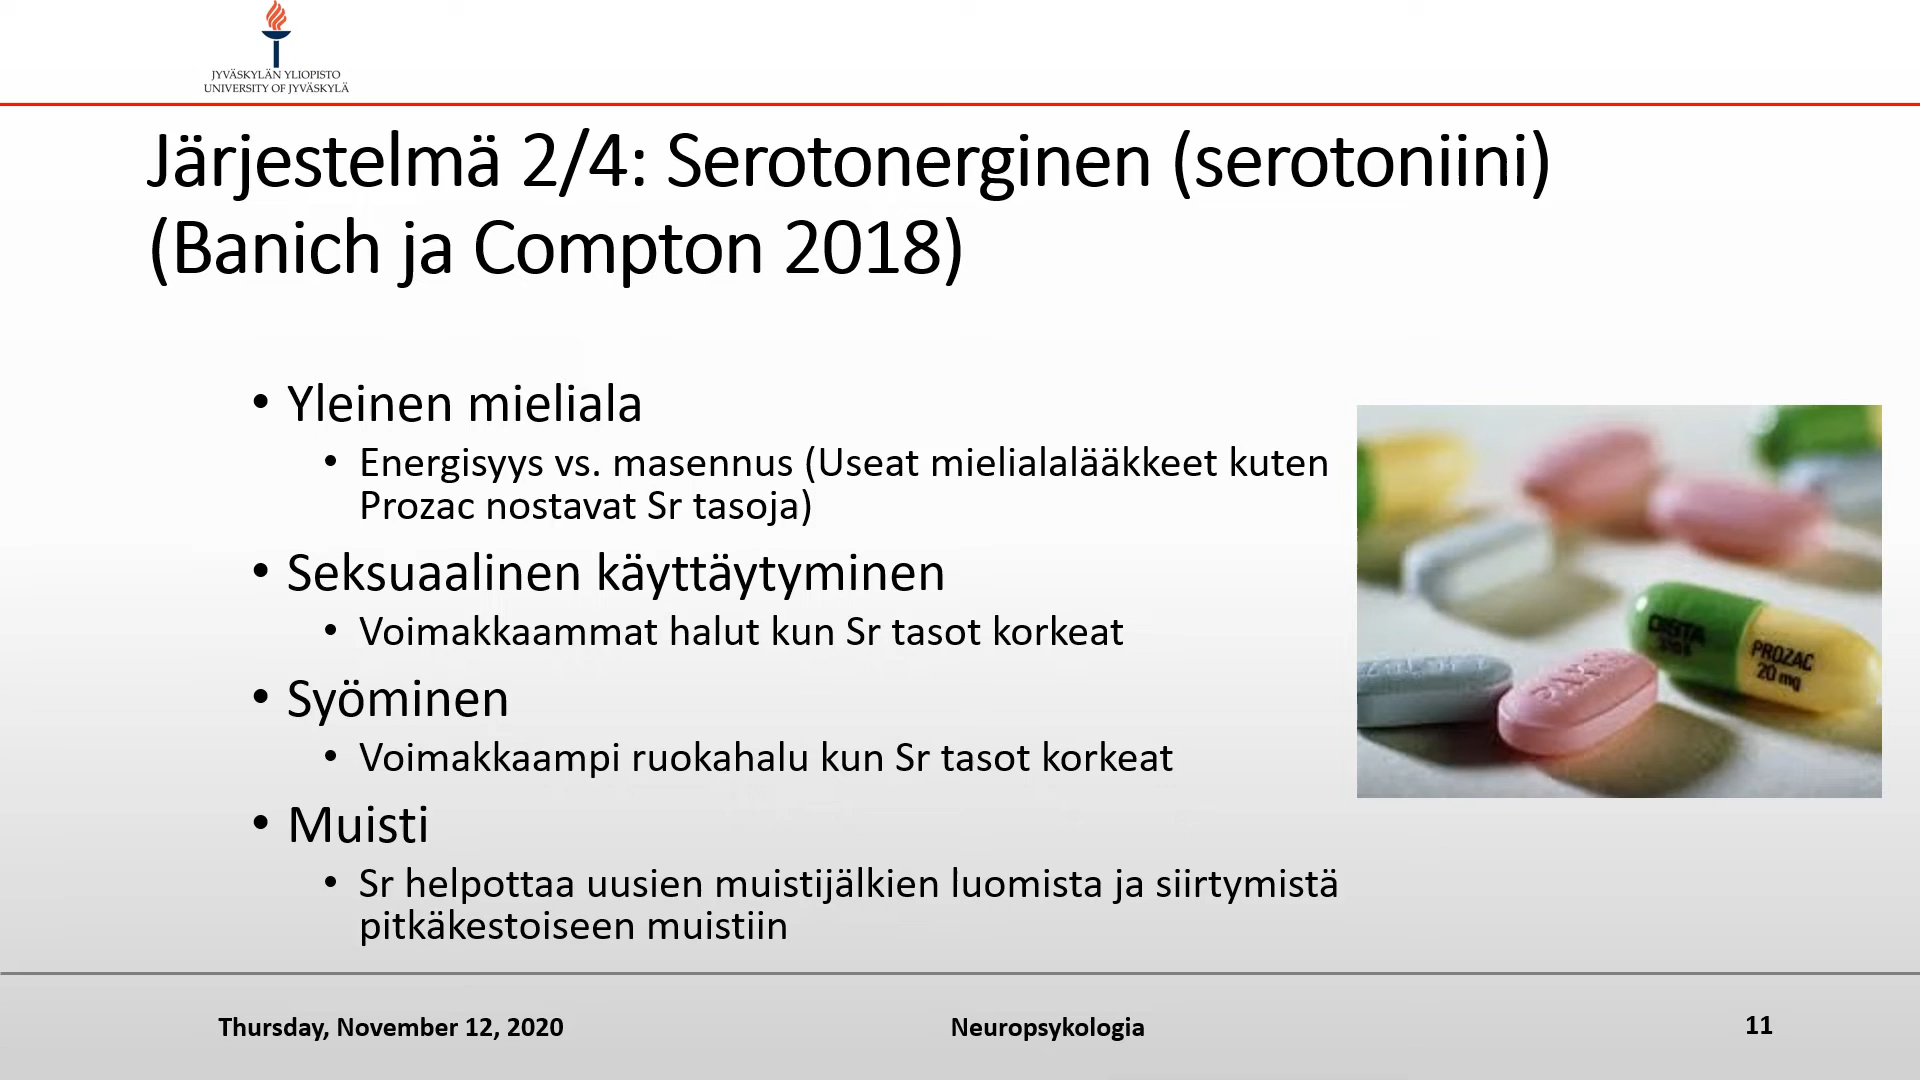 JYVÄSKYLÄN YLIOPISTO
UNIVERSITY OF JYVÄSKYLÄ
Järjestelmä 2/4: Serotonerginen (serotoniini)
(Banich ja Compton 2018)
• Yleinen mieliala
• Energisyys vs. masennus (Useat mielialalääkkeet kuten
Prozac nostavat Sr tasoja)
• Seksuaalinen käyttäytyminen
• Voimakkaammat halut kun Sr tasot korkeat
• Syöminen
• Voimakkaampi ruokahalu kun Sr tasot korkeat
• Muisti
• Sr helpottaa uusien muistijälkien luomista ja siirtymistä
pitkäkestoiseen muistiin
DISTA
PROZAC
20 mg
Thursday, November 12, 2020
Neuropsykologia
11